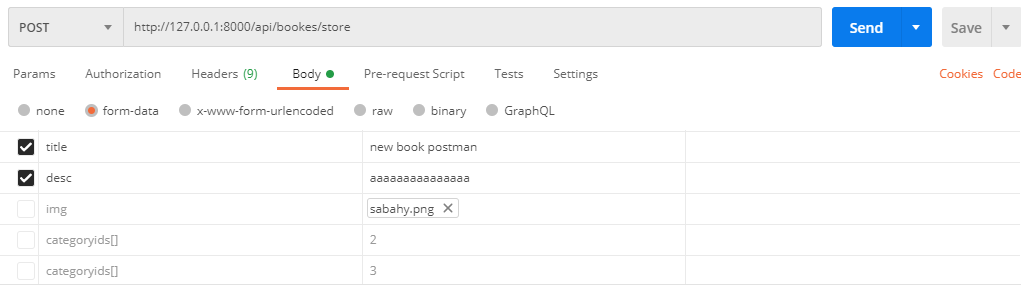 POST http://127.0.0.1:8000/api/bookes/store Send Save
Params Authorization Headers (9) Body Pre-request Script Tests Settings Cookies Code
none form-data x-www-form-urlencoded raw binary GraphQL
title new book postman
desc aaaaaaaaaaaaaaa
img sabahy.png
categoryids[] 2
categoryids[] 3